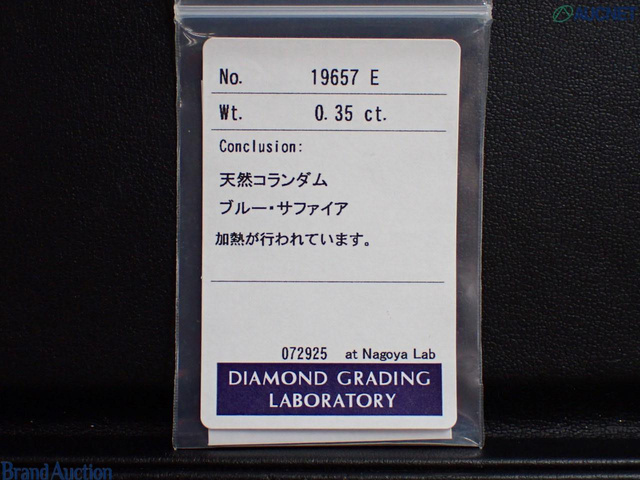 No. 19657 E
Wt. 0.35 ct.
Conclusion:
天然コランダム
ブルー・サファイア
加熱が行われています。
072925 at Nagoya Lab
DIAMOND GRADING
LABORATORY
Brand Auction